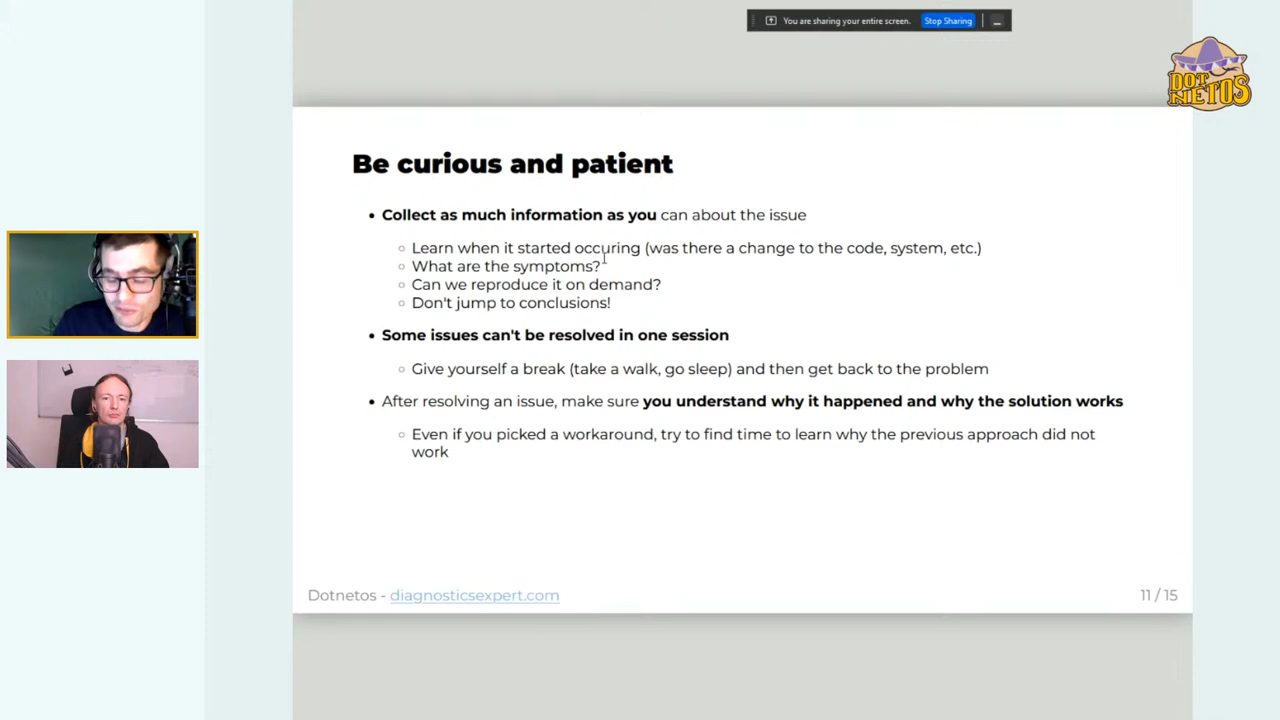 You are sharing your entire screen.
Stop Sharing
DOT
NETOS
Be curious and patient
Collect as much information as you can about the issue
Learn when it started occuring (was there a change to the code, system, etc.)
What are the symptoms?
Can we reproduce it on demand?
Don't jump to conclusions!
Some issues can't be resolved in one session
Give yourself a break (take a walk, go sleep) and then get back to the problem
After resolving an issue, make sure you understand why it happened and why the solution works
Even if you picked a workaround, try to find time to learn why the previous approach did not
work
Dotnetos - diagnosticsexpert.com
11 / 15